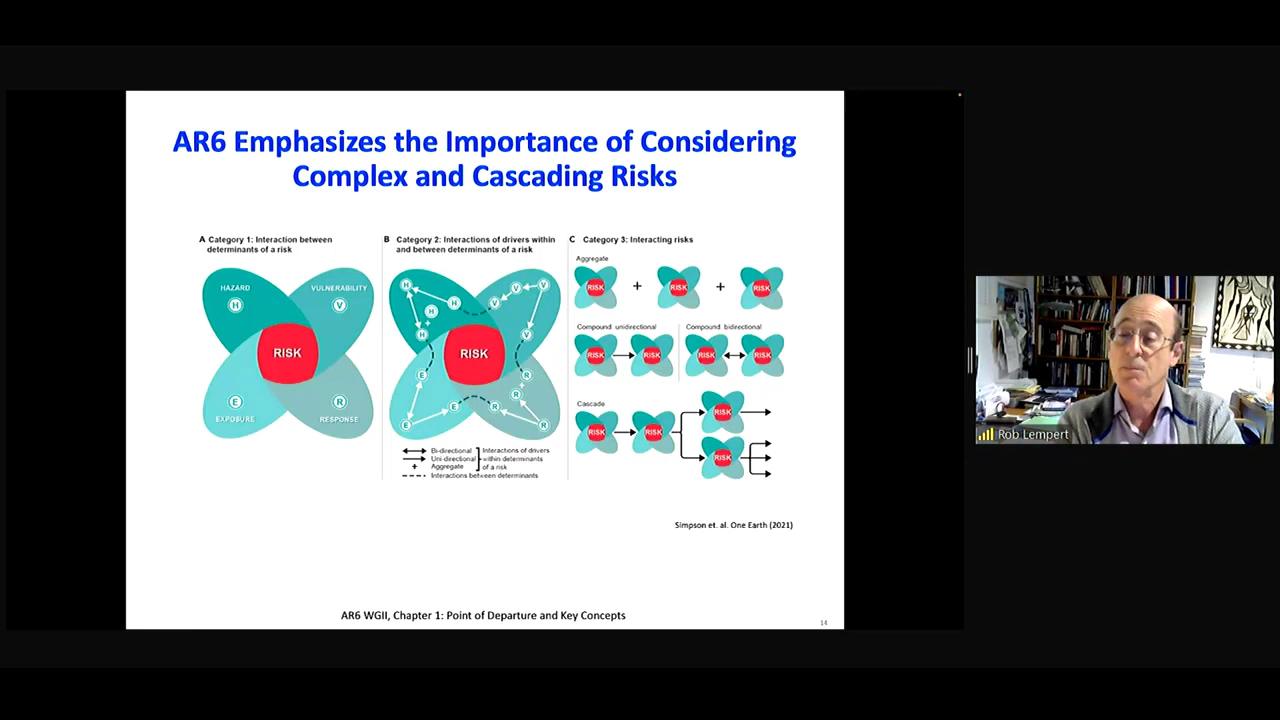 AR6 Emphasizes the Importance of Considering
Complex and Cascading Risks
A Category 1: Interaction between
determinants of a risk
HAZARD
H
VULNERABILITY
V
RISK
E
EXPOSURE
R
RESPONSE
B Category 2: Interactions of drivers within
and between determinants of a risk
H
H
H
+
H
V
V
V
V
RISK
E
E
E
R
+
R
R
R
Bi-directional
Uni-directional
+ Aggregate
Interactions of drivers
within determinants
of a risk
Interactions between determinants
C Category 3: Interacting risks
Aggregate
RISK + RISK + RISK
Compound unidirectional
RISK RISK
Compound bidirectional
RISK RISK
Cascade
RISK RISK RISK
RISK
Simpson et. al. One Earth (2021)
AR6 WGII, Chapter 1: Point of Departure and Key Concepts
14
Rob Lempert